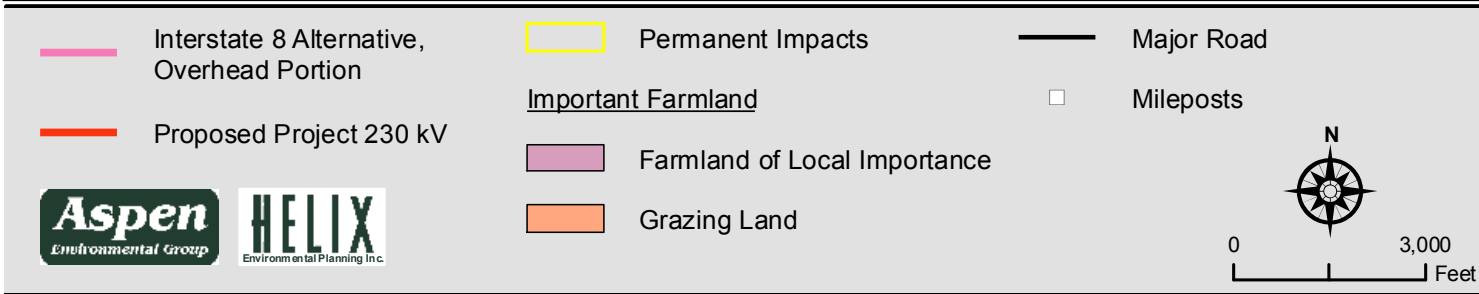 Interstate 8 Alternative,
Overhead Portion
Proposed Project 230 kV
Aspen
Environmental Group
HELIX
Environmental Planning Inc.
Permanent Impacts
Important Farmland
Farmland of Local Importance
Grazing Land
Major Road
Mileposts
N
0 3,000
Feet